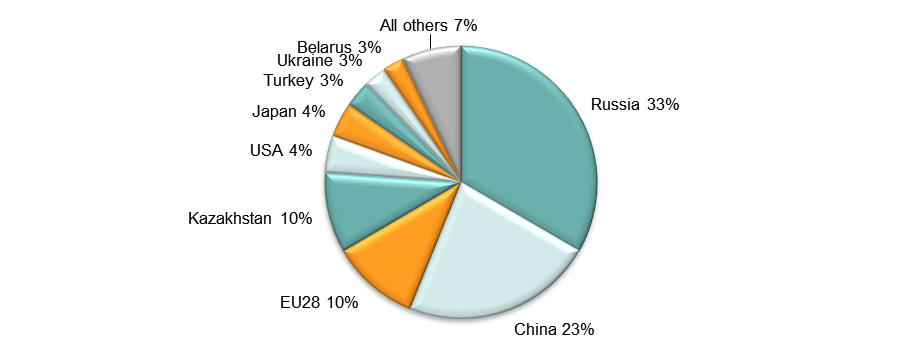 All others 7%
Belarus 3%
Ukraine 3%
Turkey 3%
Japan 4%
USA 4%
Kazakhstan 10%
EU28 10%
China 23%
Russia 33%